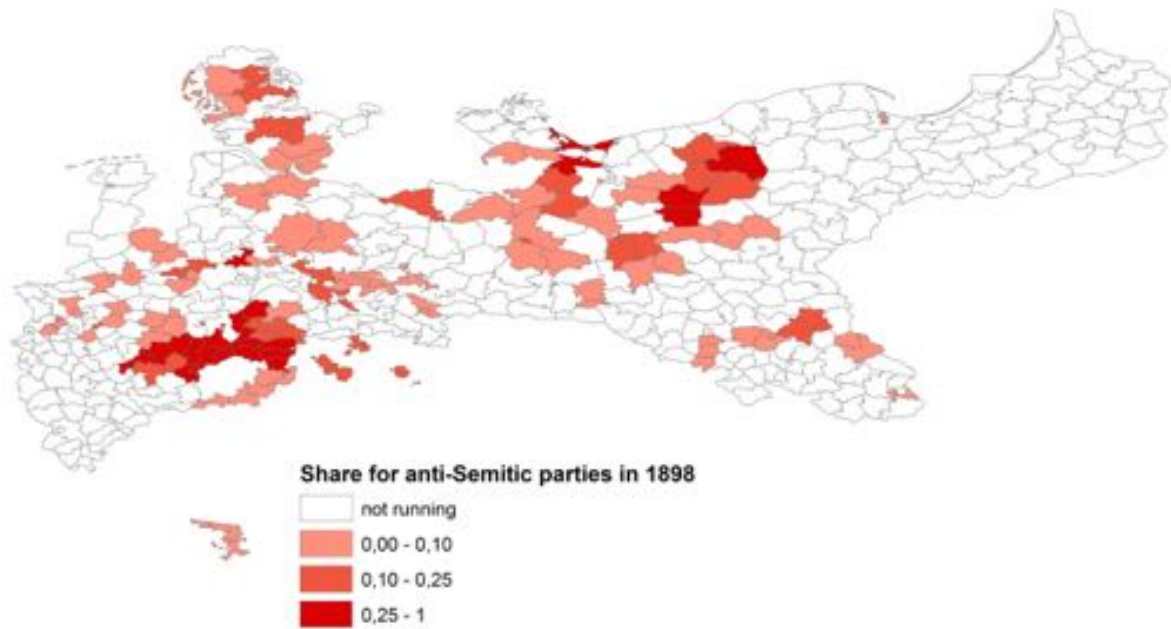 Share for anti-Semitic parties in 1898
not running
0,00 - 0,10
0,10 - 0,25
0,25 - 1